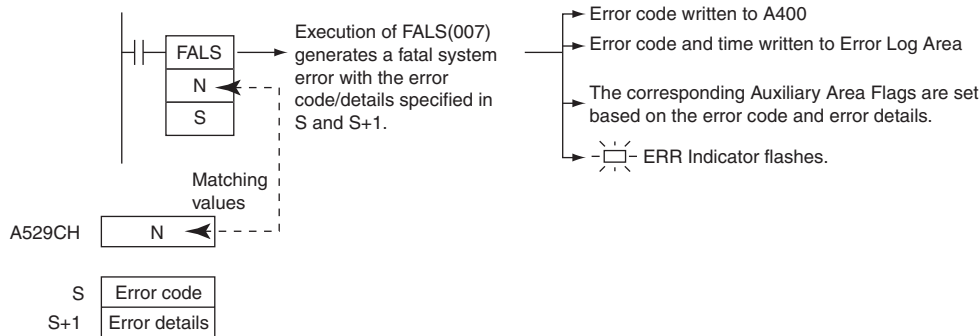 FALS
N
S
Execution of FALS(007)
generates a fatal system
error with the error
code/details specified in
S and S+1.
Error code written to A400
Error code and time written to Error Log Area
The corresponding Auxiliary Area Flags are set
based on the error code and error details.
ERR Indicator flashes.
Matching
values
A529CH N
S Error code
S+1 Error details